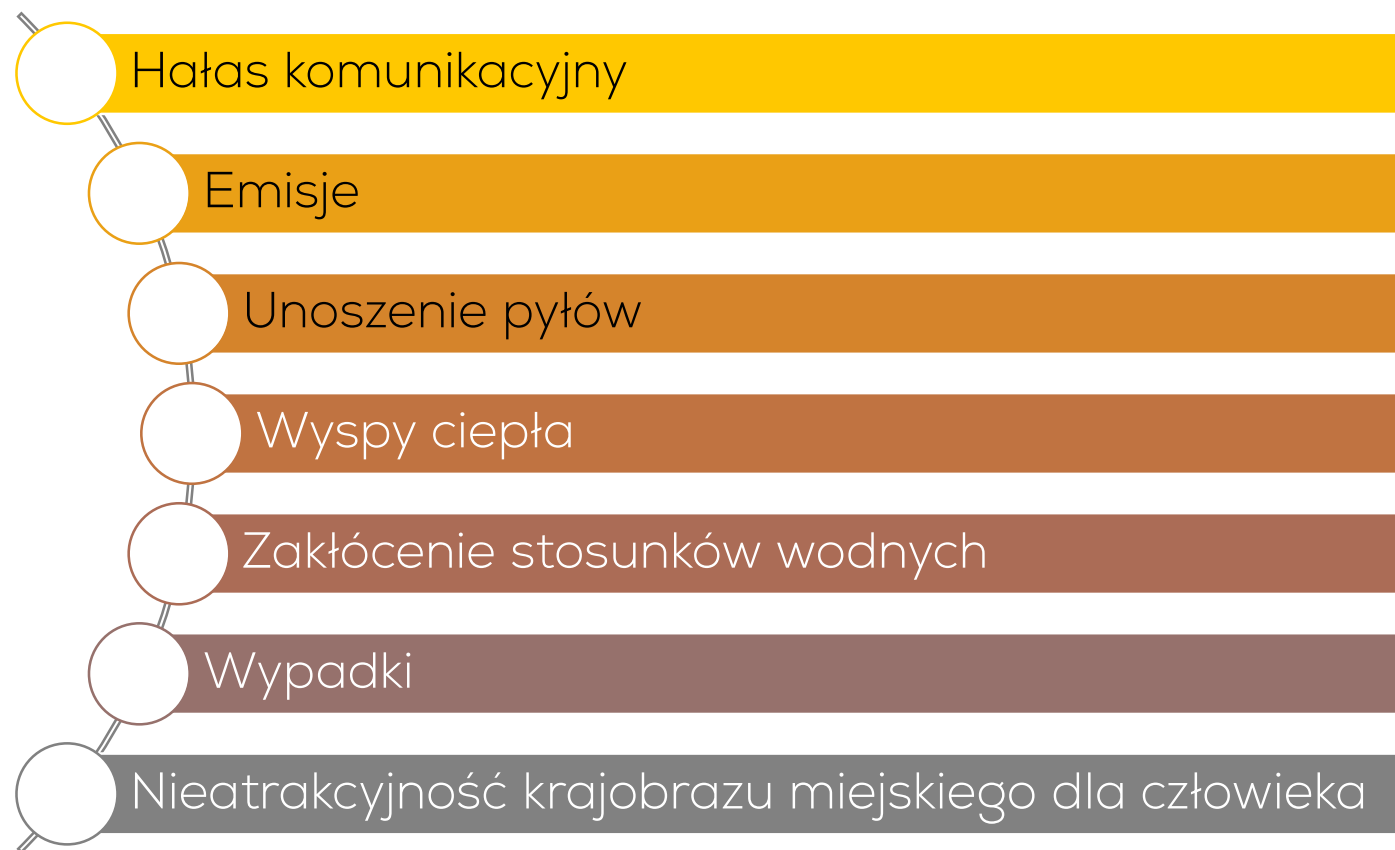 Hałas komunikacyjny
Emisje
Unoszenie pyłów
Wyspy ciepła
Zakłócenie stosunków wodnych
Wypadki
Nieatrakcyjność krajobrazu miejskiego dla człowieka